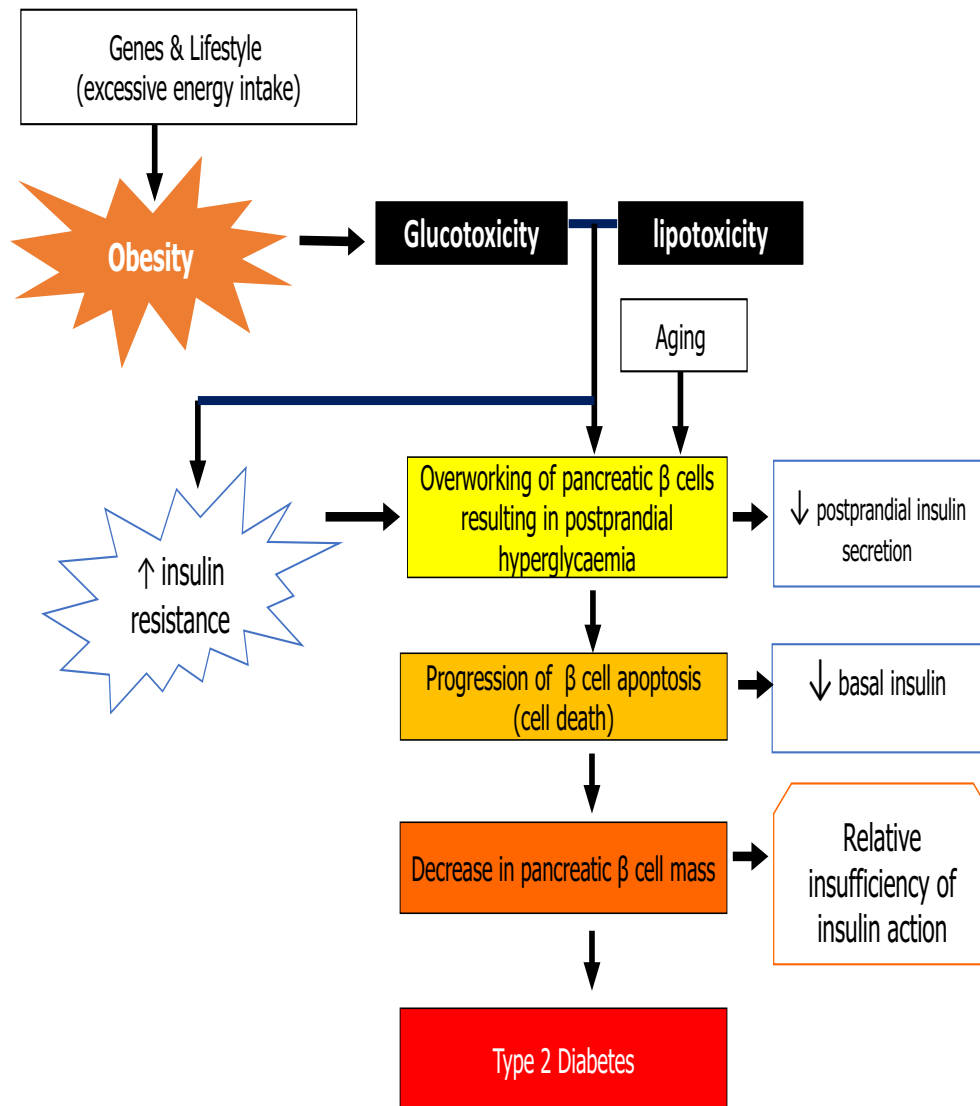 Genes & Lifestyle
(excessive energy intake)
Obesity
Glucotoxicity
lipotoxicity
Aging
Overworking of pancreatic β cells
resulting in postprandial
hyperglycaemia
↓ postprandial insulin
secretion
↑ insulin
resistance
Progression of β cell apoptosis
(cell death)
↓ basal insulin
Decrease in pancreatic β cell mass
Relative
insufficiency of
insulin action
Type 2 Diabetes